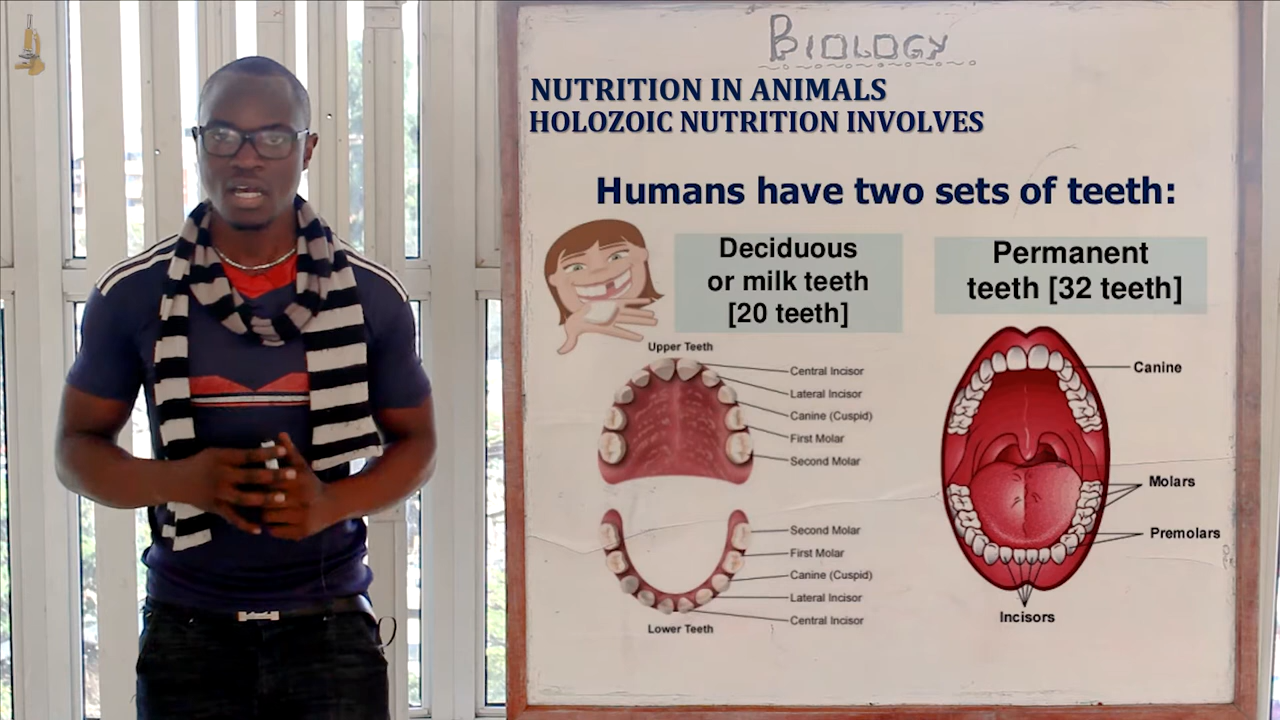 BIOLOGY
NUTRITION IN ANIMALS
HOLOZOIC NUTRITION INVOLVES
Humans have two sets of teeth:
Deciduous
or milk teeth
[20 teeth]
Permanent
teeth [32 teeth]
Upper Teeth
Central Incisor
Lateral Incisor
Canine (Cuspid)
First Molar
Second Molar
Second Molar
First Molar
Canine (Cuspid)
Lateral Incisor
Central Incisor
Lower Teeth
Canine
Molars
Premolars
Incisors